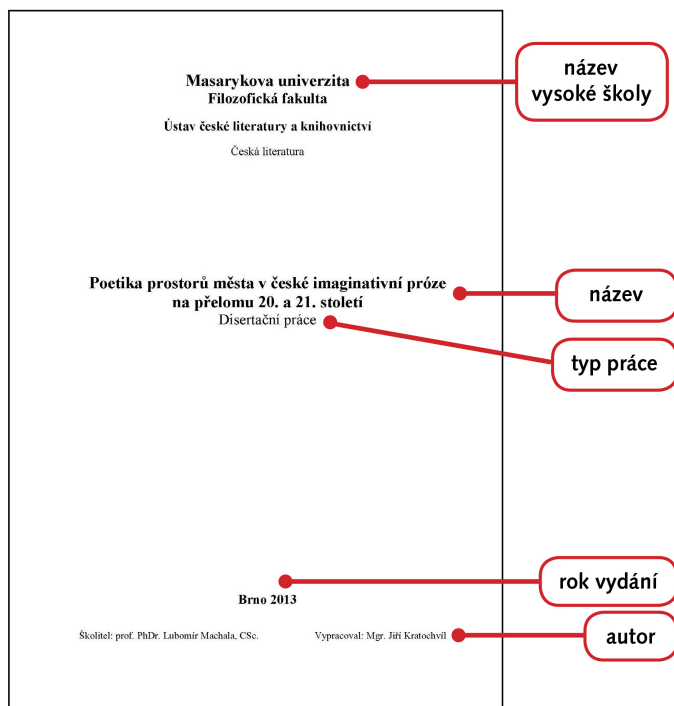 Masarykova univerzita
Filozofická fakulta
Ústav české literatury a knihovnictví
Česká literatura
název
vysoké školy
Poetika prostorů města v české imaginativní próze
na přelomu 20. a 21. století
Disertační práce
název
typ práce
rok vydání
Brno 2013
Školitel: prof. PhDr. Lubomír Machala, CSc.
Vypracoval: Mgr. Jiří Kratochvíl
autor